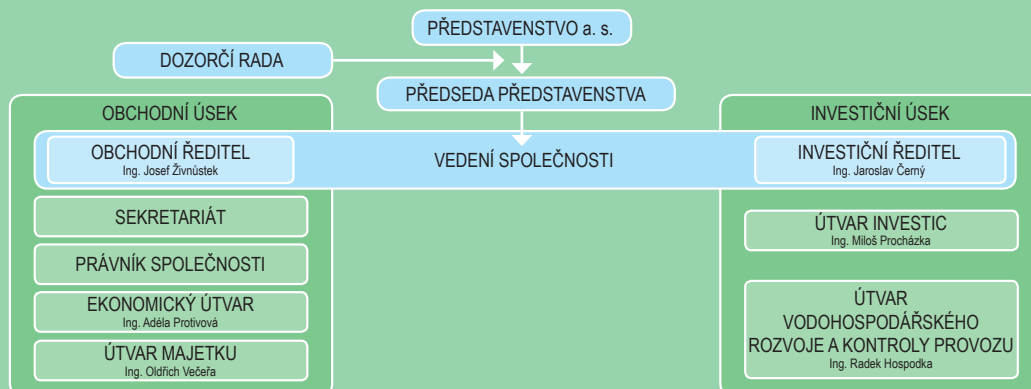 PŘEDSTAVENSTVO a. s.
DOZORČÍ RADA
PŘEDSEDA PŘEDSTAVENSTVA
OBCHODNÍ ÚSEK
INVESTIČNÍ ÚSEK
OBCHODNÍ ŘEDITEL
Ing. Josef Živnůstek
VEDENÍ SPOLEČNOSTI
INVESTIČNÍ ŘEDITEL
Ing. Jaroslav Černý
SEKRETARIÁT
PRÁVNÍK SPOLEČNOSTI
EKONOMICKÝ ÚTVAR
Ing. Adéla Protivová
ÚTVAR MAJETKU
Ing. Oldřich Večeřa
ÚTVAR INVESTIC
Ing. Miloš Procházka
ÚTVAR
VODOHOSPODÁŘSKÉHO
ROZVOJE A KONTROLY PROVOZU
Ing. Radek Hospodka